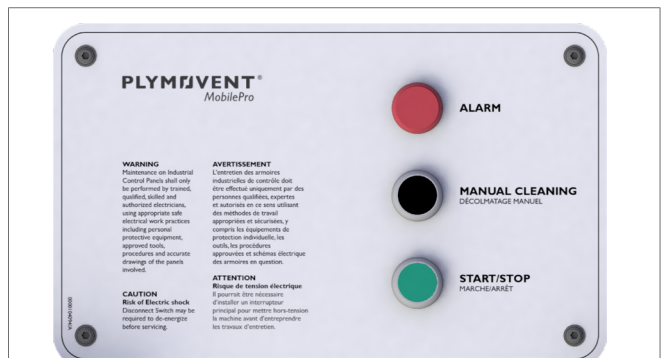 PLYMOVENT®
MobilePro
WARNING
Maintenance on Industrial
Control Panels shall only
be performed by trained,
qualified, skilled and
authorized electricians,
using appropriate safe
electrical work practices
including personal
protective equipment,
approved tools,
procedures and accurate
drawings of the panels
involved.
CAUTION
Risk of Electric shock
Disconnect Switch may be
required to de-energize
before servicing.
AVERTISSEMENT
L'entretien des armoires
industrielles de contrôle doit
être effectué uniquement par des
personnes qualifiées, expertes
et autorisés en ce sens utilisant
des méthodes de travail
appropriées et sécurisées, y
compris les équipements de
protection individuelle, les
outils, les procédures
approuvées et schémas électrique
des armoires en question.
ATTENTION
Risque de tension électrique
Il pourrit être nécessaire
d'installer un interrupteur
principal pour mettre hors-tension
la machine avant d'entreprendre
les travaux d'entretien.
ALARM
MANUAL CLEANING
DÉCOLMATAGE MANUEL
START/STOP
MARCHE/ARRÊT